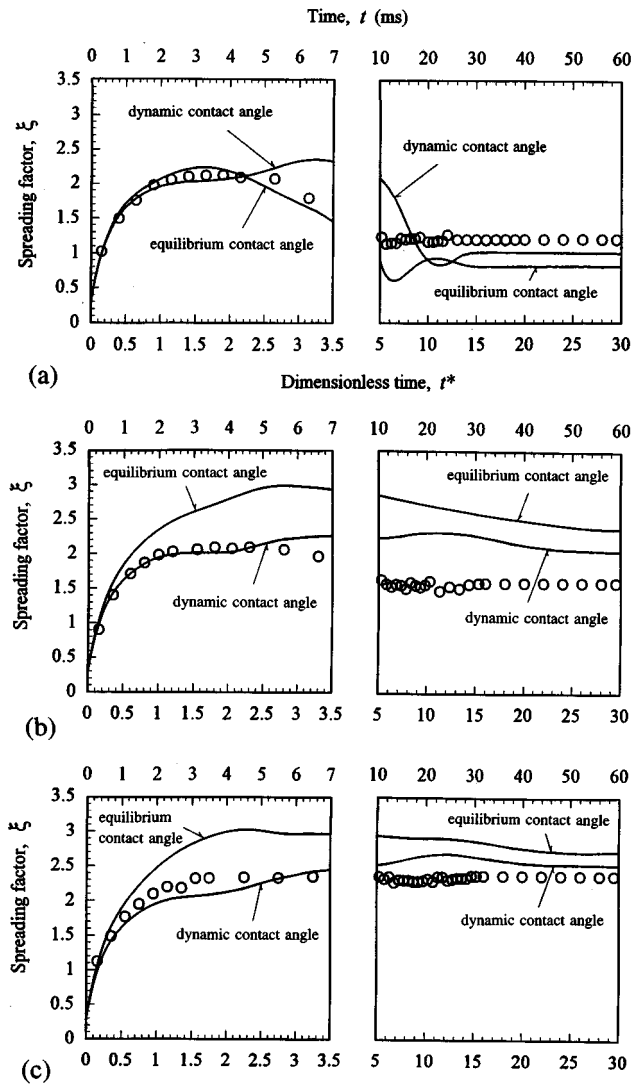 Time, t (ms)
0 1 2 3 4 5 6 7
10 20 30 40 50 60
3.5
3
2.5
2
1.5
1
0.5
0
Spreading factor, ξ
dynamic contact angle
equilibrium contact angle
dynamic contact angle
equilibrium contact angle
0 0.5 1 1.5 2 2.5 3 3.5
5 10 15 20 25 30
(a)
Dimensionless time, t*
0 1 2 3 4 5 6 7
10 20 30 40 50 60
3.5
3
2.5
2
1.5
1
0.5
0
Spreading factor, ξ
equilibrium contact angle
dynamic contact angle
equilibrium contact angle
dynamic contact angle
0 0.5 1 1.5 2 2.5 3 3.5
5 10 15 20 25 30
(b)
0 1 2 3 4 5 6 7
10 20 30 40 50 60
3.5
3
2.5
2
1.5
1
0.5
0
Spreading factor, ξ
equilibrium
contact angle
dynamic contact angle
equilibrium contact angle
dynamic contact angle
0 0.5 1 1.5 2 2.5 3 3.5
5 10 15 20 25 30
(c)